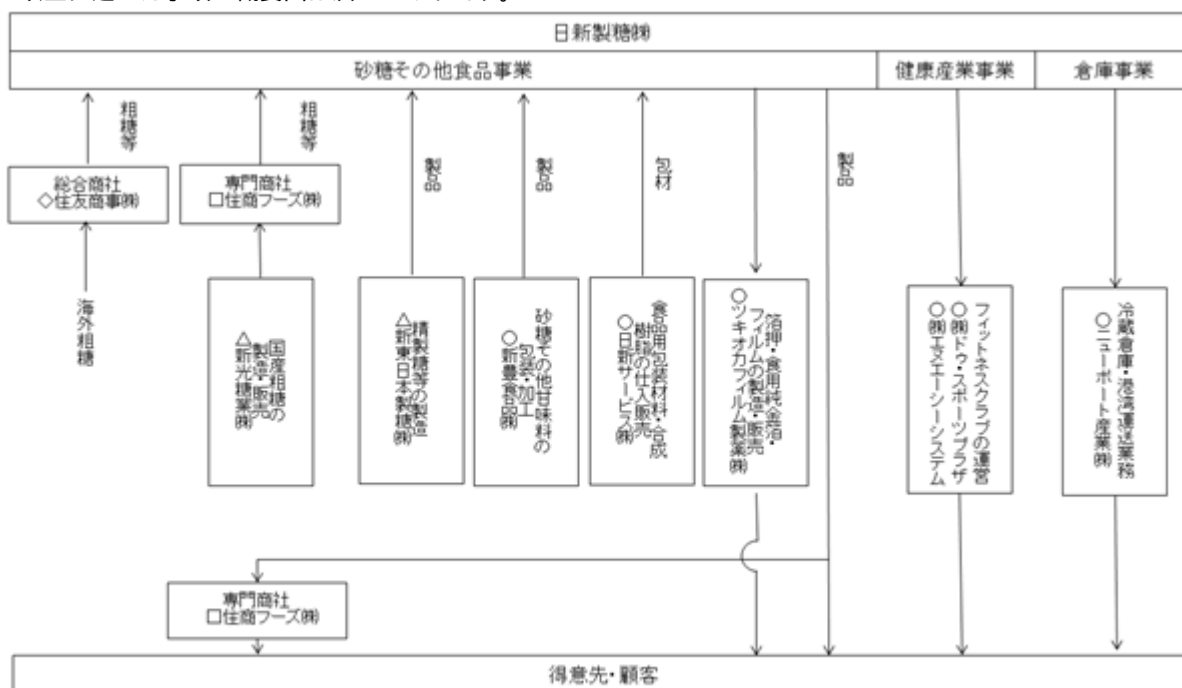 日新製糖㈱
砂糖その他食品事業
健康産業事業
倉庫事業
粗糖等
粗糖等
製品
製品
包材
製品
総合商社
◇住友商事㈱
専門商社
□住商フーズ㈱
海外粗糖
国産粗糖の
製造・販売
△新光糖業㈱
精製糖等の製造
△新東日本製糖㈱
砂糖その他甘味料の
包装・加工
○新豊食品㈱
食品用包装材料・合成
樹脂の仕入販売
○日新サービス㈱
箔押・食用純金箔・
フィルムの製造・販売
○ツキオカフィルム製薬㈱
フィットネスクラブの運営
○㈱ドゥ・スポーツプラザ
○㈱エヌエーシーシステム
冷蔵倉庫・港湾運送業務
○ニューポート産業㈱
専門商社
□住商フーズ㈱
得意先・顧客